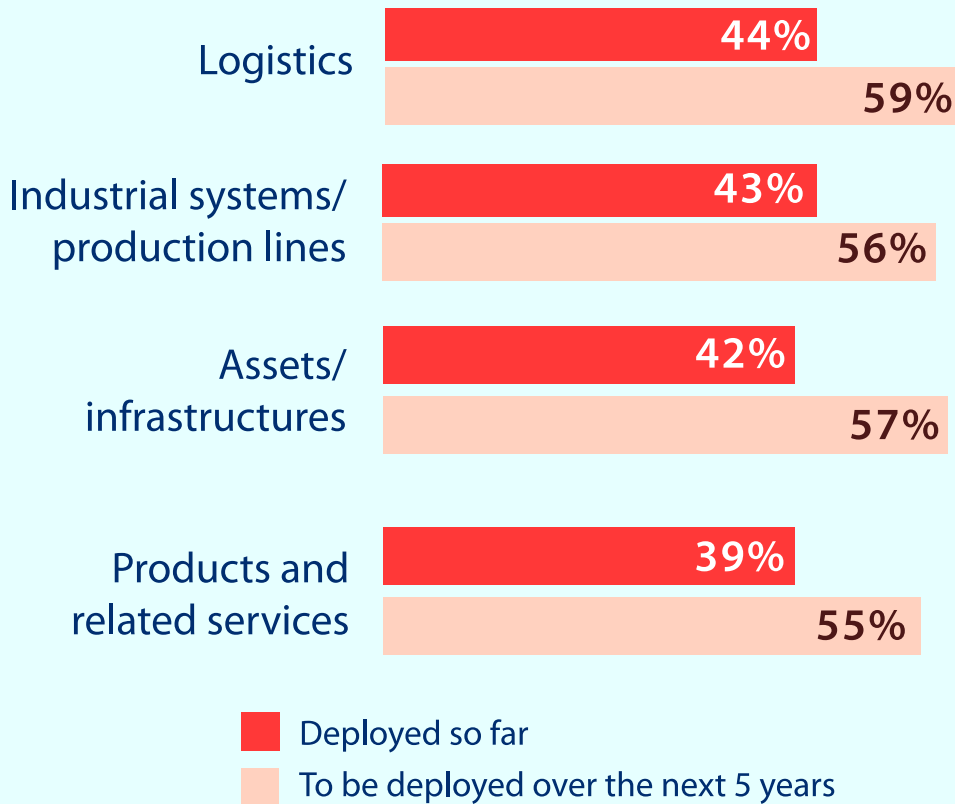 44%
Logistics
59%
43%
Industrial systems/
production lines
56%
42%
Assets/
infrastructures
57%
39%
Products and
related services
55%
Deployed so far
To be deployed over the next 5 years